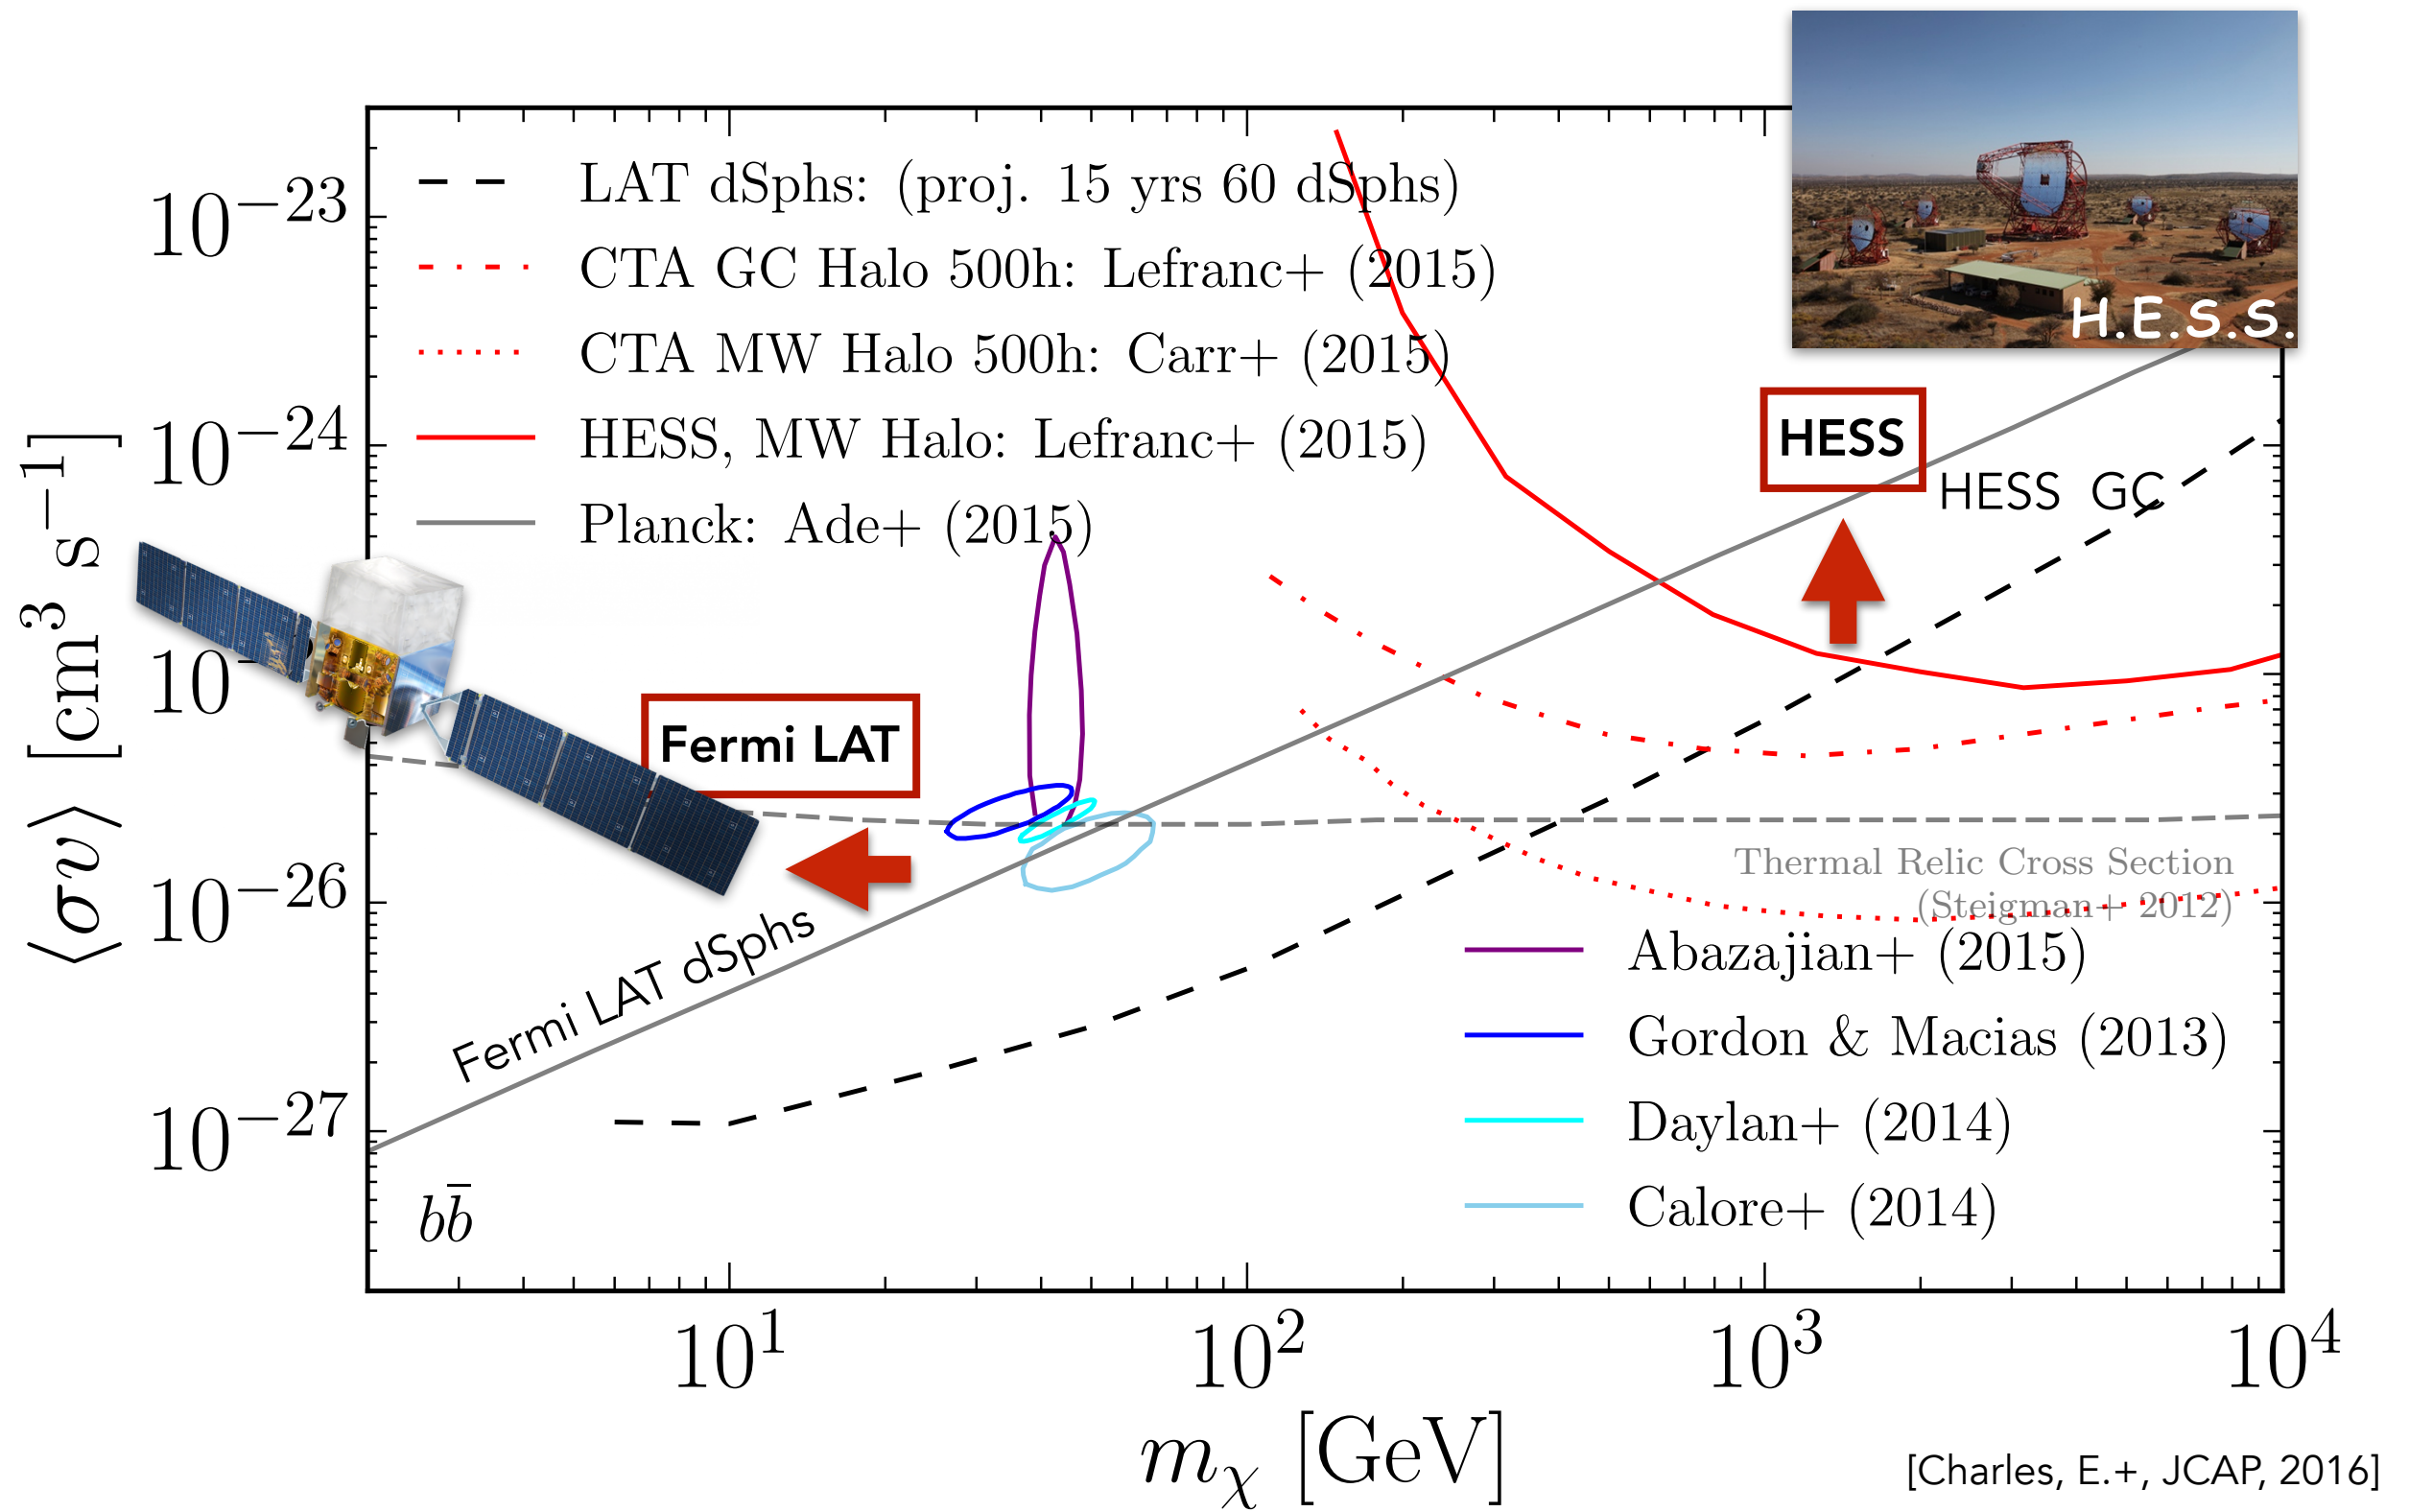 LAT dSphs: (proj. 15 yrs 60 dSphs)
CTA GC Halo 500h: Lefranc+ (2015)
CTA MW Halo 500h: Carr+ (2015)
HESS, MW Halo: Lefranc+ (2015)
Planck: Ade+ (2015)
H.E.S.S.
HESS
HESS GC
Fermi LAT
Fermi LAT dSphs
Thermal Relic Cross Section
(Steigman+ 2012)
Abazajian+ (2015)
Gordon & Macias (2013)
Daylan+ (2014)
Calore+ (2014)
bb̅
⟨σv⟩ [cm³ s⁻¹]
10⁻²³
10⁻²⁴
10⁻
10⁻²⁶
10⁻²⁷
10¹ 10² 10³ 10⁴
mᵪ [GeV]
[Charles, E.+, JCAP, 2016]